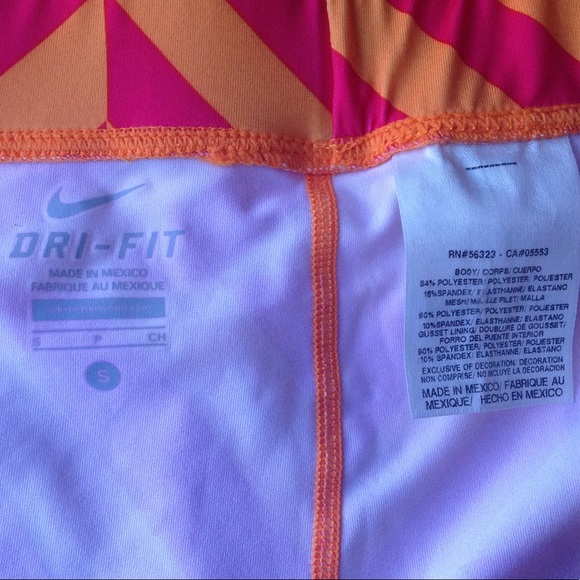 DRI-FIT
MADE IN MEXICO
FABRIQUE AU MEXIQUE
S P CH
S
RN#56323 - CA#05553
BODY/ CORPS/ CUERPO
84% POLYESTER/ POLYESTER/ POLIESTER
16%SPANDEX/ ELASTHANNE/ ELASTANO
MESH/ FILET/ MALLA
90% POLYESTER/ POLYESTER/ POLIESTER
10%SPANDEX/ ELASTHANNE/ ELASTANO
GUSSET LINING/ DOUBLURE DE GOUSSET/
FORRO DEL PUENTE INTERIOR
90% POLYESTER/ POLYESTER/ POLIESTER
10% SPANDEX/ ELASTHANNE/ ELASTANO
EXCLUSIVE OF DECORATION, DECORATION
NON COMPRISE/ NO INCLUYE LA DECORACION
MADE IN MEXICO/ FABRIQUE AU
MEXIQUE/ HECHO EN MEXICO